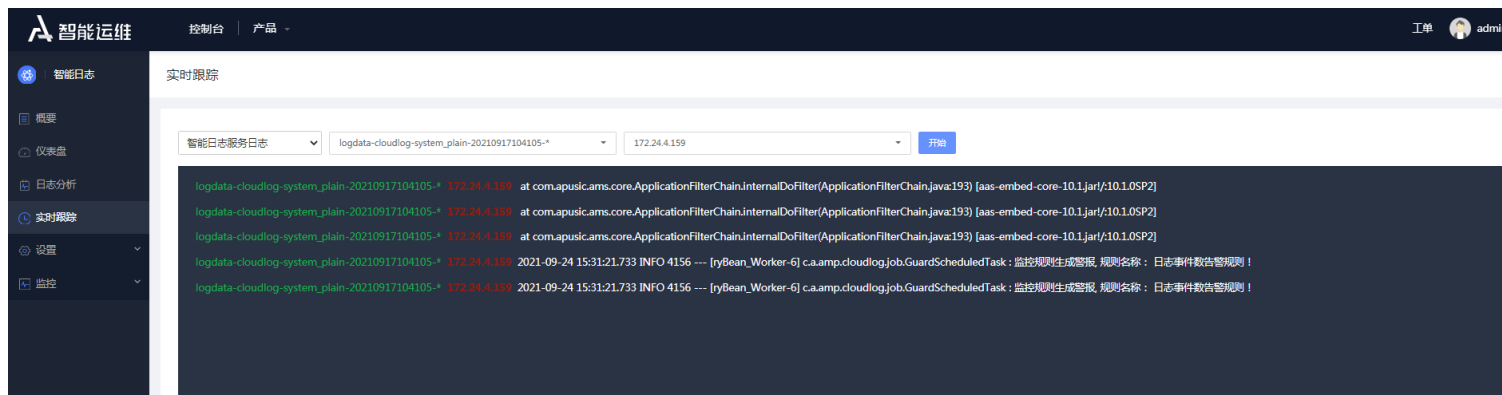 智能运维 控制台 产品 工单 admi
智能日志 实时跟踪
概要
仪表盘
日志分析
实时跟踪
设置
监控
智能日志服务日志 logdata-cloudlog-system_plain-20210917104105-* 172.24.4.159 开始
logdata-cloudlog-system_plain-20210917104105-* 172.24.4.159 at com.apusic.ams.core.ApplicationFilterChain.internalDoFilter(ApplicationFilterChain.java:193) [aas-embed-core-10.1.jar!/:10.1.0SP2]
logdata-cloudlog-system_plain-20210917104105-* 172.24.4.159 at com.apusic.ams.core.ApplicationFilterChain.internalDoFilter(ApplicationFilterChain.java:193) [aas-embed-core-10.1.jar!/:10.1.0SP2]
logdata-cloudlog-system_plain-20210917104105-* 172.24.4.159 at com.apusic.ams.core.ApplicationFilterChain.internalDoFilter(ApplicationFilterChain.java:193) [aas-embed-core-10.1.jar!/:10.1.0SP2]
logdata-cloudlog-system_plain-20210917104105-* 172.24.4.159 2021-09-24 15:31:21.733 INFO 4156 --- [ryBean_Worker-6] c.a.amp.cloudlog.job.GuardScheduledTask : 监控规则生成警报, 规则名称： 日志事件数告警规则！
logdata-cloudlog-system_plain-20210917104105-* 172.24.4.159 2021-09-24 15:31:21.733 INFO 4156 --- [ryBean_Worker-6] c.a.amp.cloudlog.job.GuardScheduledTask : 监控规则生成警报, 规则名称： 日志事件数告警规则！